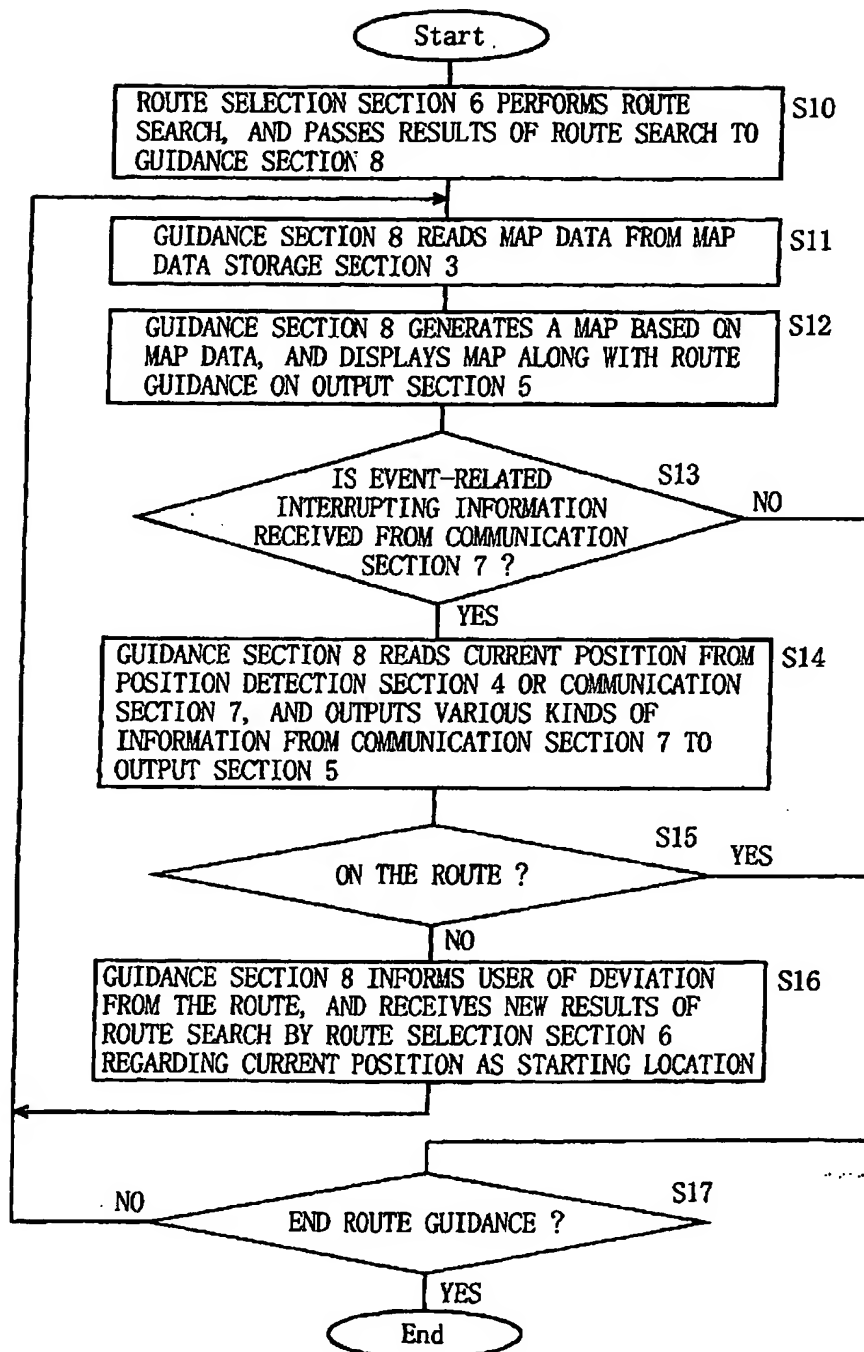 Start
ROUTE SELECTION SECTION 6 PERFORMS ROUTE
SEARCH, AND PASSES RESULTS OF ROUTE SEARCH TO
GUIDANCE SECTION 8
S10
GUIDANCE SECTION 8 READS MAP DATA FROM MAP
DATA STORAGE SECTION 3
S11
GUIDANCE SECTION 8 GENERATES A MAP BASED ON
MAP DATA, AND DISPLAYS MAP ALONG WITH ROUTE
GUIDANCE ON OUTPUT SECTION 5
S12
IS EVENT-RELATED
INTERRUPTING INFORMATION
RECEIVED FROM COMMUNICATION
SECTION 7 ?
S13
NO
YES
GUIDANCE SECTION 8 READS CURRENT POSITION FROM
POSITION DETECTION SECTION 4 OR COMMUNICATION
SECTION 7, AND OUTPUTS VARIOUS KINDS OF
INFORMATION FROM COMMUNICATION SECTION 7 TO
OUTPUT SECTION 5
S14
ON THE ROUTE ?
S15
YES
NO
GUIDANCE SECTION 8 INFORMS USER OF DEVIATION
FROM THE ROUTE, AND RECEIVES NEW RESULTS OF
ROUTE SEARCH BY ROUTE SELECTION SECTION 6
REGARDING CURRENT POSITION AS STARTING LOCATION
S16
NO
END ROUTE GUIDANCE ?
S17
YES
End